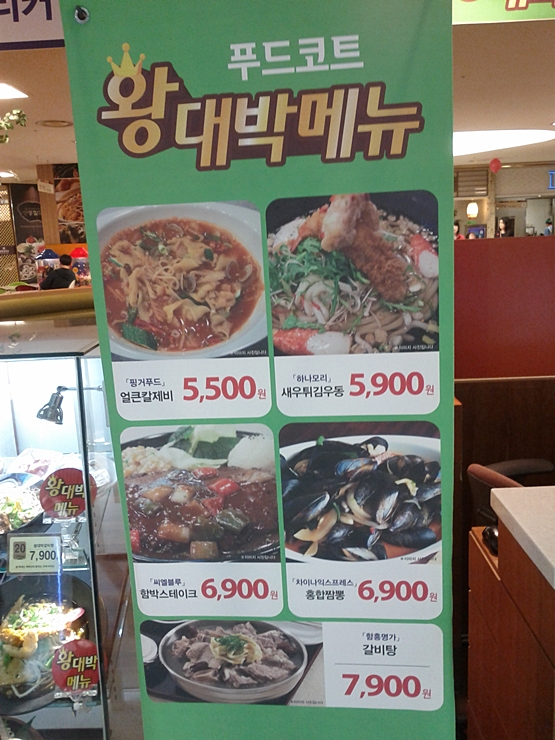 리커
푸드코트
왕대박메뉴
「핑거푸드」
얼큰칼제비
5,500원
「하나모리」
새우튀김우동
5,900원
「씨엘블루」
함박스테이크
6,900원
「차이나익스프레스」
홍합짬뽕
6,900원
「함흥명가」
갈비탕
7,900원
왕대박
메뉴
20
7,900
왕대박
메뉴